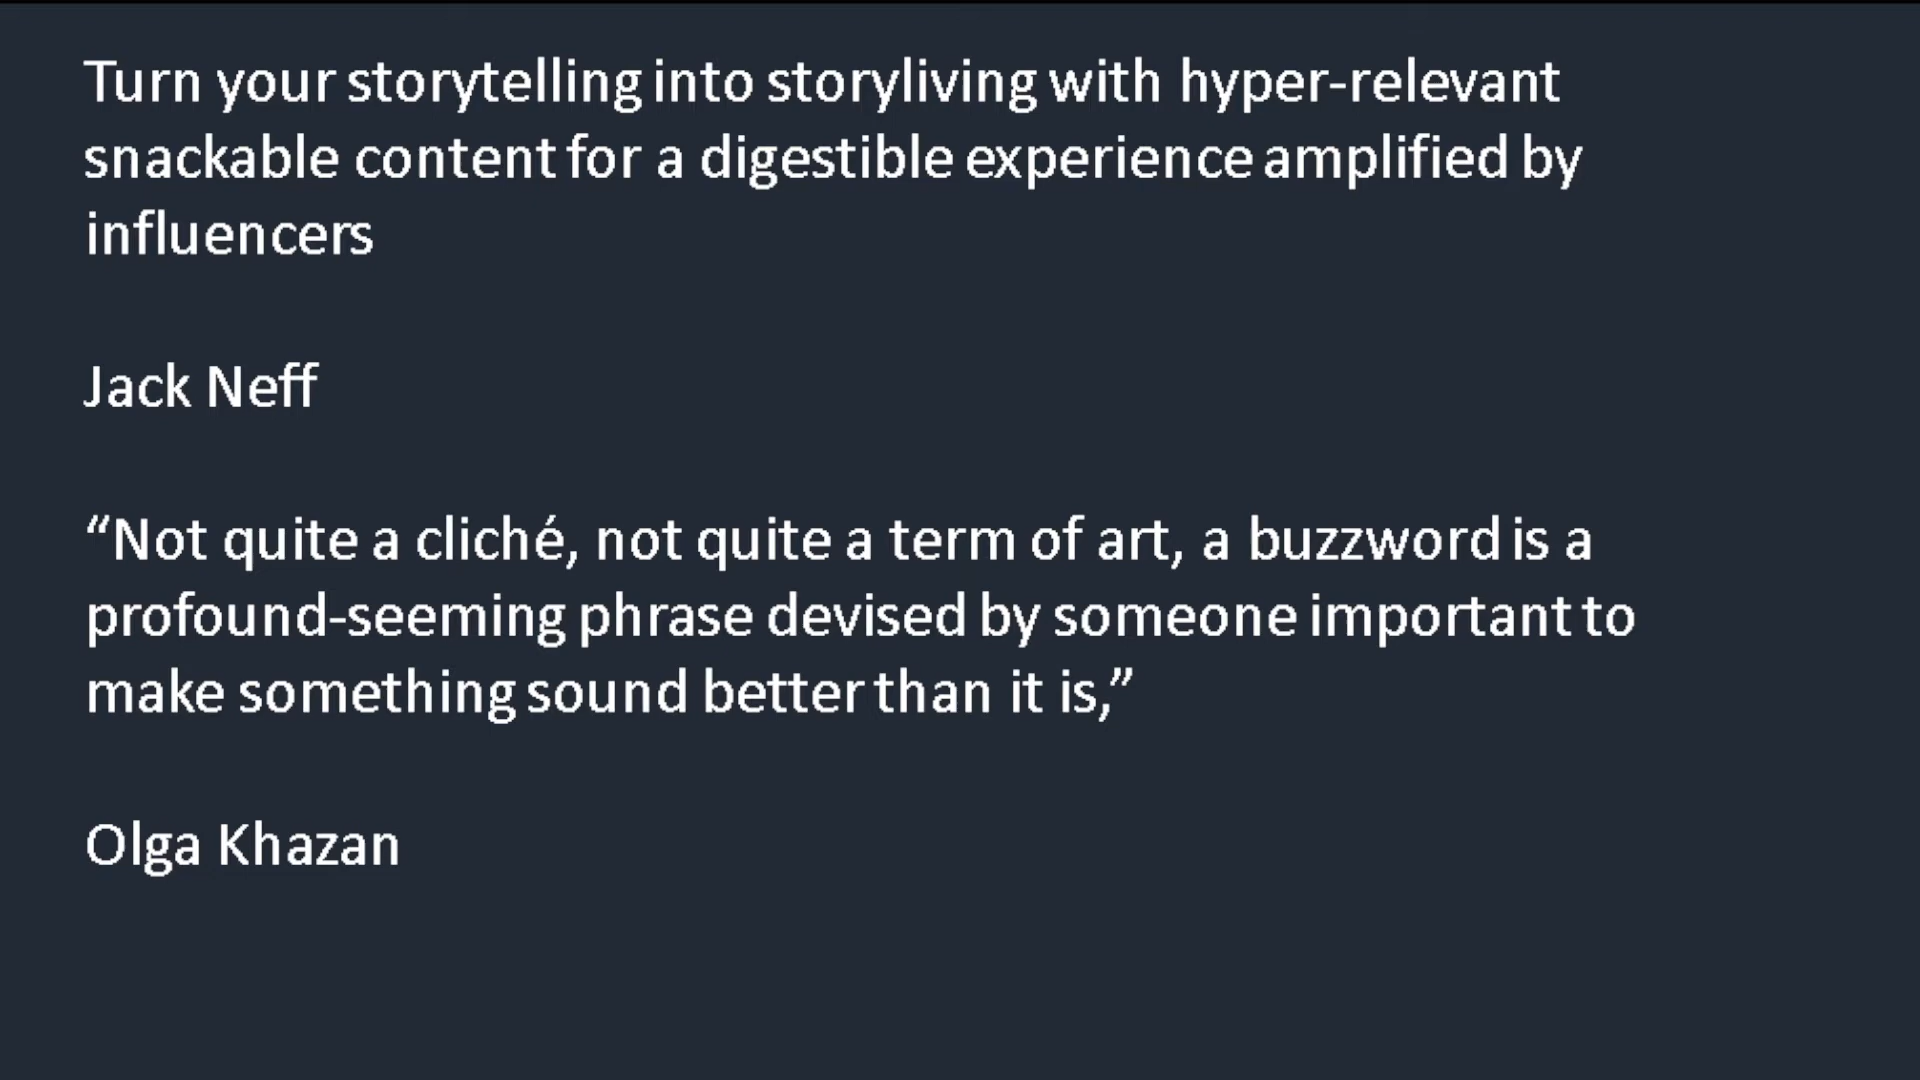 Turn your storytelling into storyliving with hyper-relevant
snackable content for a digestible experience amplified by
influencers
Jack Neff
“Not quite a cliché, not quite a term of art, a buzzword is a
profound-seeming phrase devised by someone important to
make something sound better than it is,”
Olga Khazan